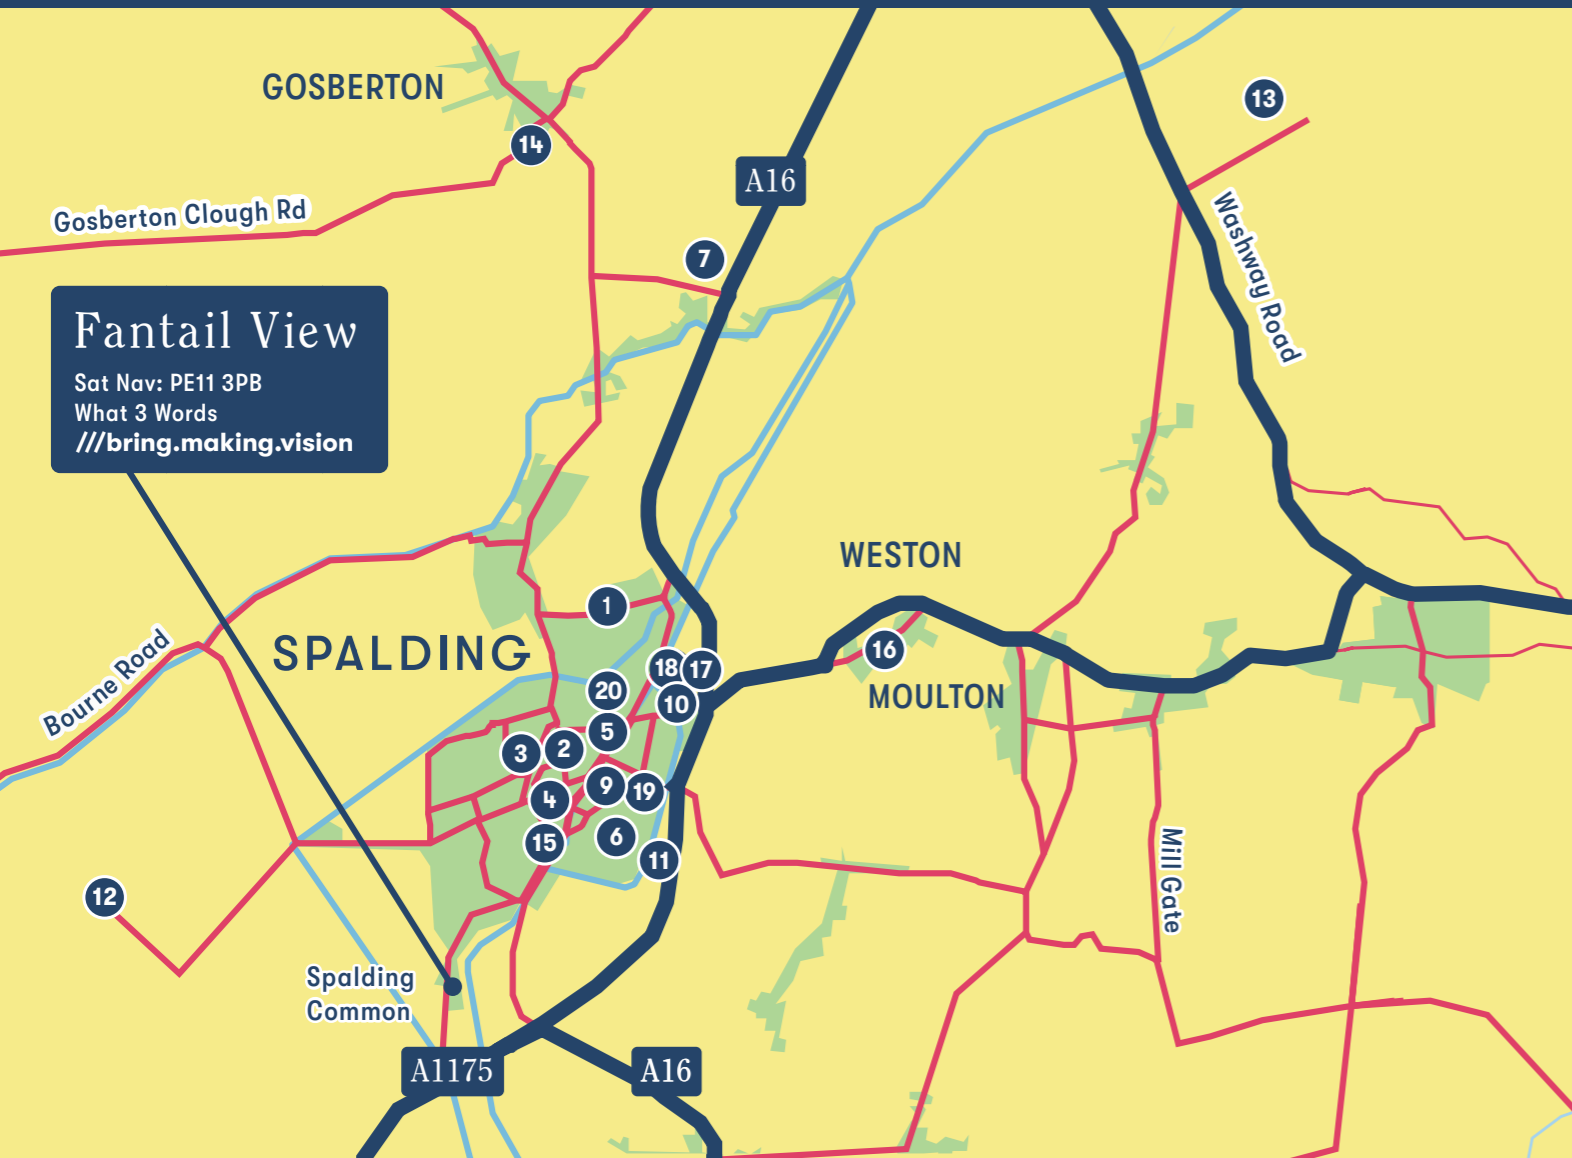 GOSBERTON
13
14
A16
Gosberton Clough Rd
Washway Road
7
Fantail View
Sat Nav: PE11 3PB
What 3 Words
///bring.making.vision
WESTON
1
SPALDING
16
18
17
Bourne Road
20
MOULTON
10
5
3
2
9
19
4
6
15
11
Mill Gate
12
Spalding
Common
A1175
A16